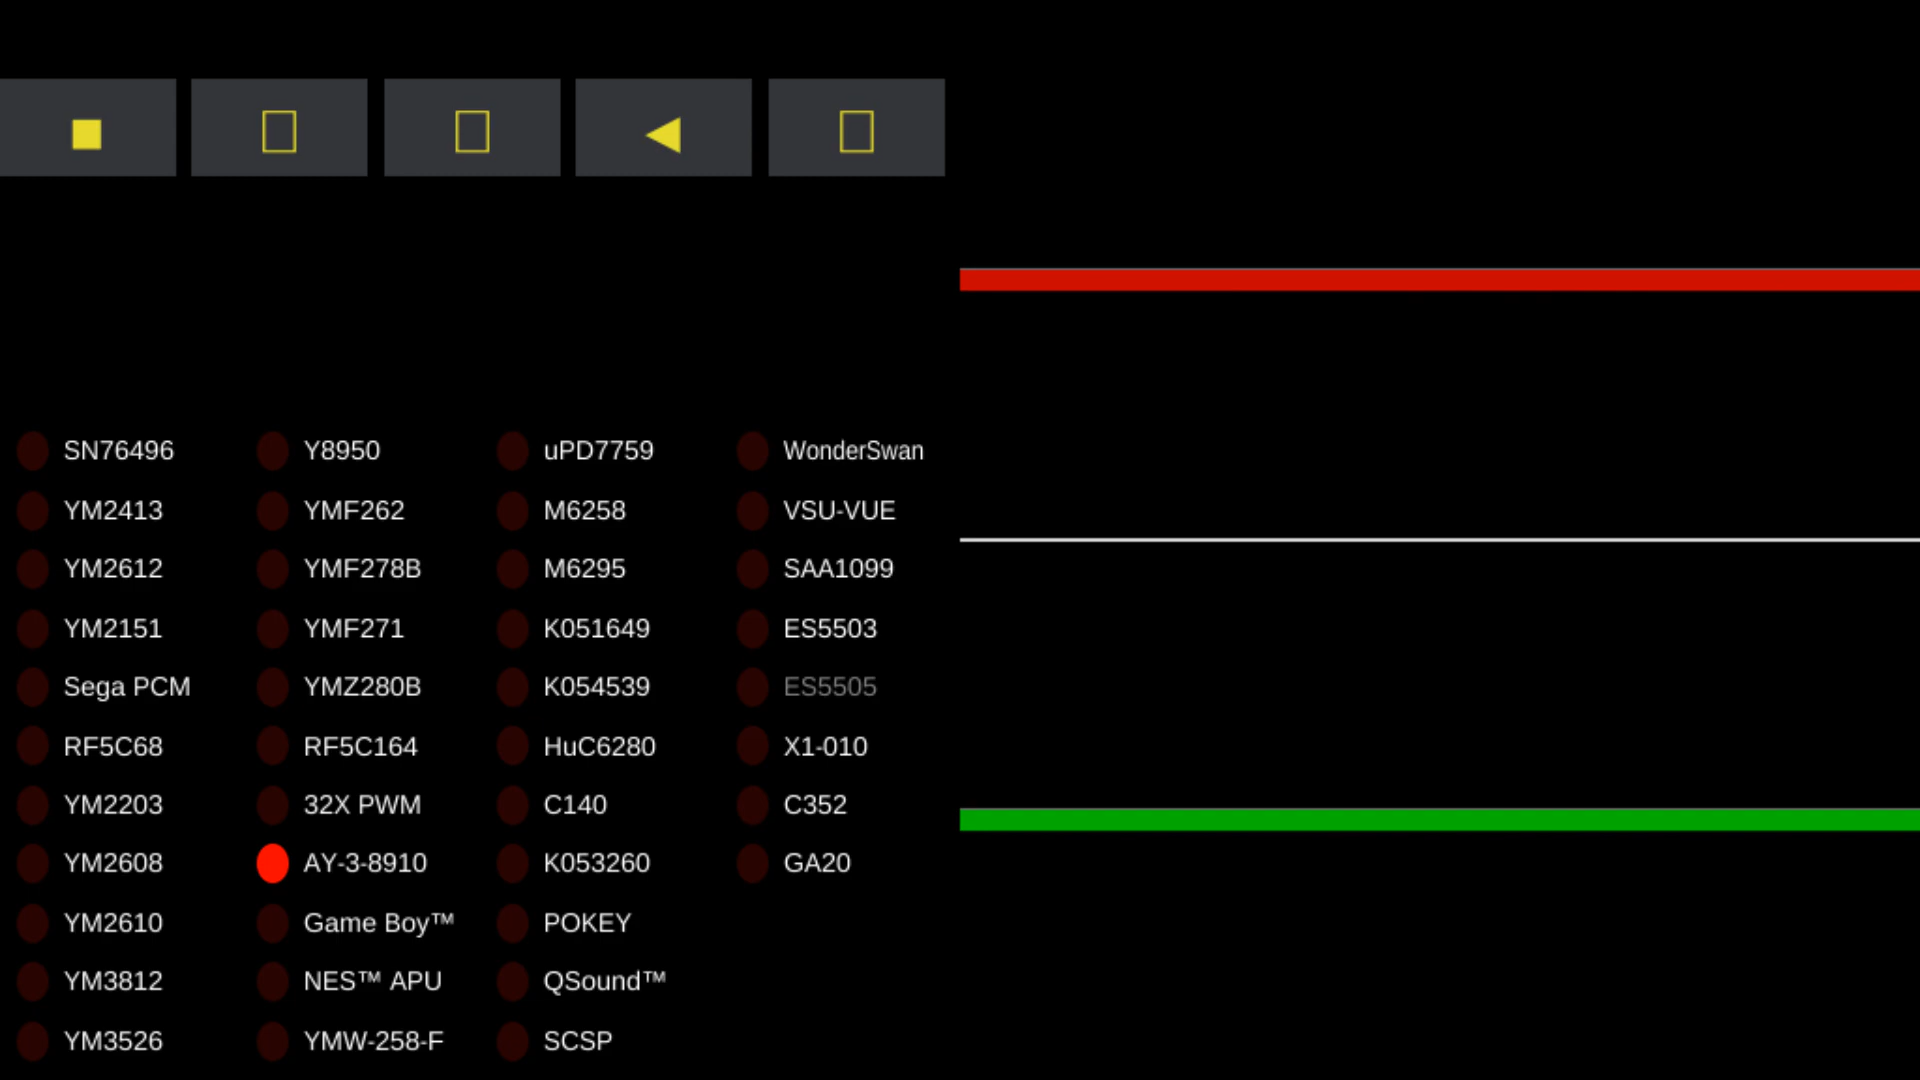 SN76496 Y8950 uPD7759 WonderSwan
YM2413 YMF262 M6258 VSU-VUE
YM2612 YMF278B M6295 SAA1099
YM2151 YMF271 K051649 ES5503
Sega PCM YMZ280B K054539 ES5505
RF5C68 RF5C164 HuC6280 X1-010
YM2203 32X PWM C140 C352
YM2608 AY-3-8910 K053260 GA20
YM2610 Game Boy™ POKEY
YM3812 NES™ APU QSound™
YM3526 YMW-258-F SCSP